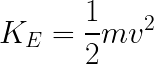 $K_E = \frac{1}{2}mv^2$